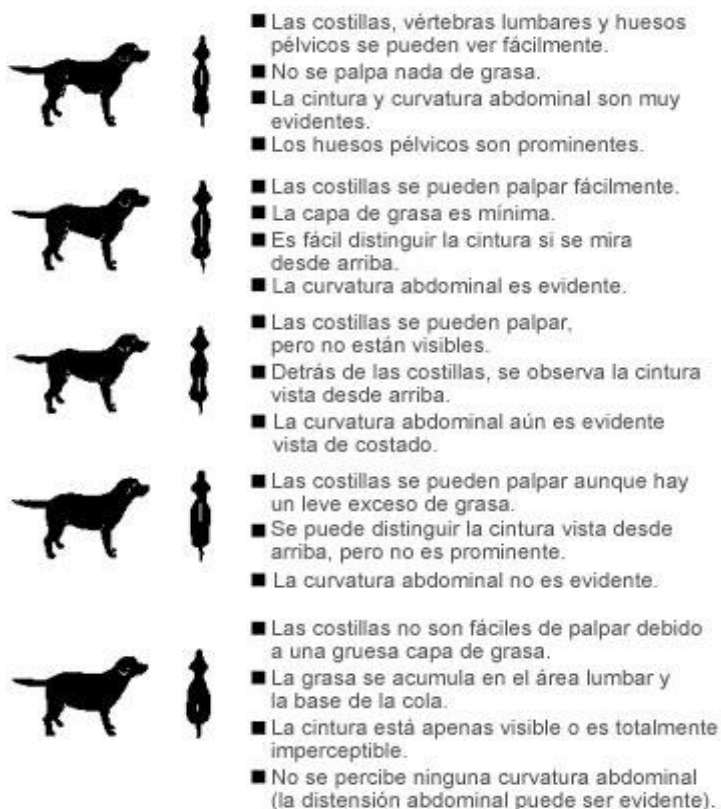 ■ Las costillas, vértebras lumbares y huesos
pélvicos se pueden ver fácilmente.
■ No se palpa nada de grasa.
■ La cintura y curvatura abdominal son muy
evidentes.
■ Los huesos pélvicos son prominentes.
■ Las costillas se pueden palpar fácilmente.
■ La capa de grasa es mínima.
■ Es fácil distinguir la cintura si se mira
desde arriba.
■ La curvatura abdominal es evidente.
■ Las costillas se pueden palpar,
pero no están visibles.
■ Detrás de las costillas, se observa la cintura
vista desde arriba.
■ La curvatura abdominal aún es evidente
vista de costado.
■ Las costillas se pueden palpar aunque hay
un leve exceso de grasa.
■ Se puede distinguir la cintura vista desde
arriba, pero no es prominente.
■ La curvatura abdominal no es evidente.
■ Las costillas no son fáciles de palpar debido
a una gruesa capa de grasa.
■ La grasa se acumula en el área lumbar y
la base de la cola.
■ La cintura está apenas visible o es totalmente
imperceptible.
■ No se percibe ninguna curvatura abdominal
(la distensión abdominal puede ser evidente).